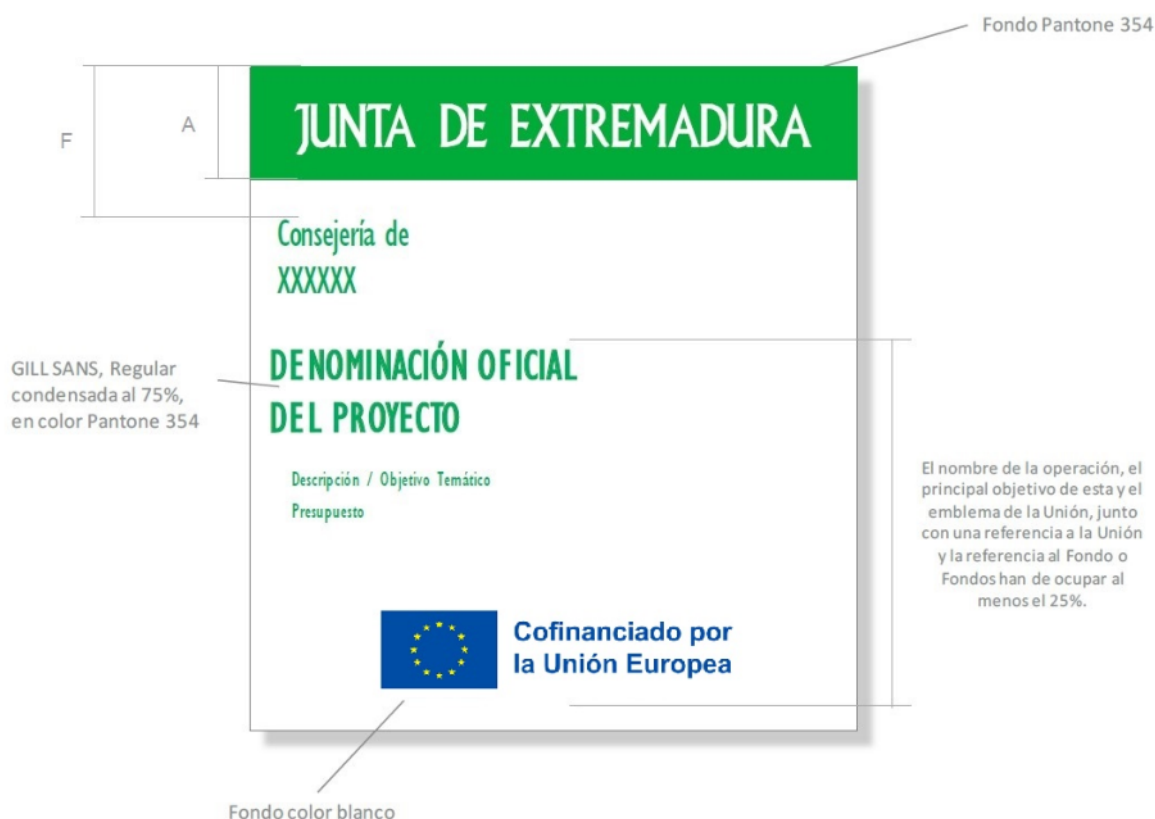 Fondo Pantone 354
F
A
JUNTA DE EXTREMADURA
Consejería de
XXXXXX
GILL SANS, Regular
condensada al 75%,
en color Pantone 354
DENOMINACIÓN OFICIAL
DEL PROYECTO
Descripción / Objetivo Temático
Presupuesto
El nombre de la operación, el
principal objetivo de esta y el
emblema de la Unión, junto
con una referencia a la Unión
y la referencia al Fondo o
Fondos han de ocupar al
menos el 25%.
Cofinanciado por
la Unión Europea
Fondo color blanco